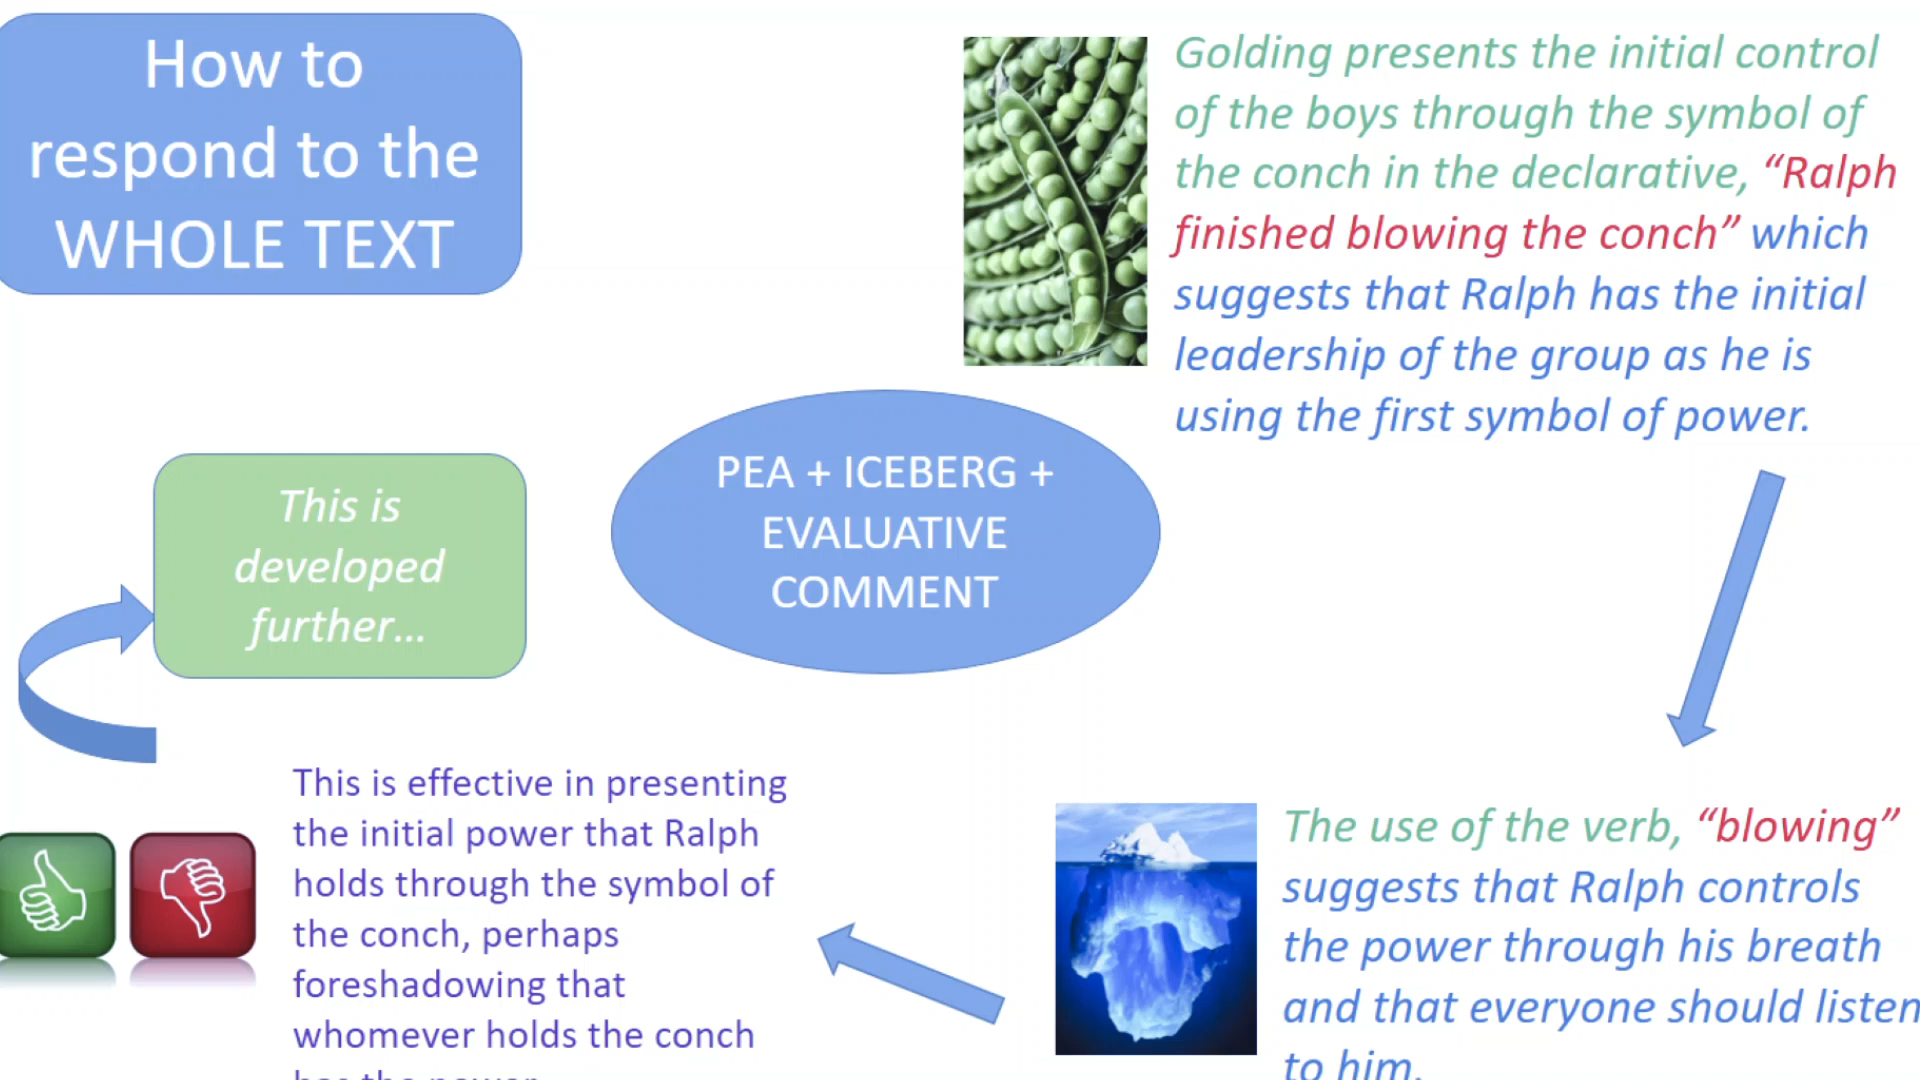 How to
respond to the
WHOLE TEXT
Golding presents the initial control
of the boys through the symbol of
the conch in the declarative, “Ralph
finished blowing the conch” which
suggests that Ralph has the initial
leadership of the group as he is
using the first symbol of power.
PEA + ICEBERG +
EVALUATIVE
COMMENT
The use of the verb, “blowing”
suggests that Ralph controls
the power through his breath
and that everyone should listen
to him.
This is effective in presenting
the initial power that Ralph
holds through the symbol of
the conch, perhaps
foreshadowing that
whomever holds the conch
has the power
This is
developed
further...